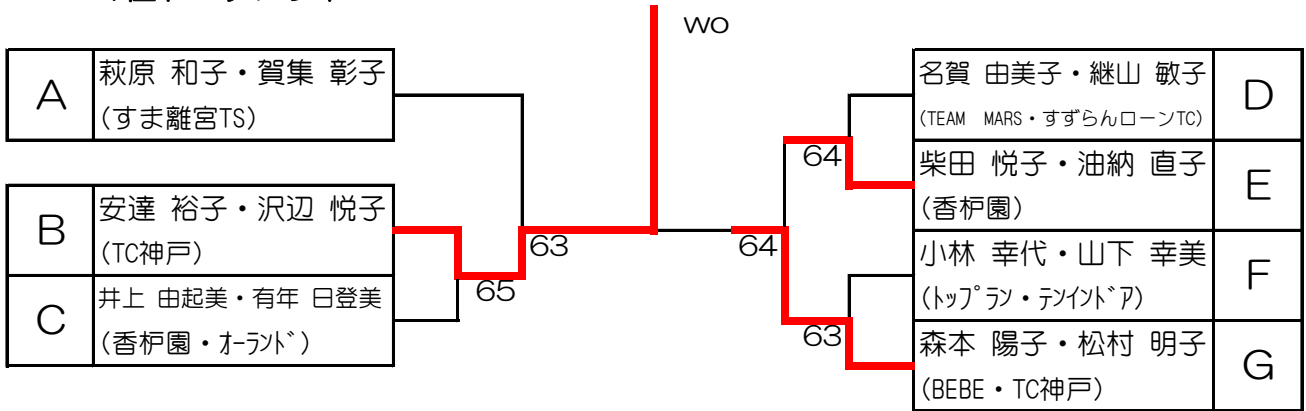 WO
A
萩原 和子・賀集 彰子
(すま離宮TS)
B
安達 裕子・沢辺 悦子
(TC神戸)
C
井上 由起美・有年 日登美
(香枦園・ｵｰﾗﾝﾄﾞ)
63
65
64
64
63
名賀 由美子・継山 敏子
(TEAM MARS・すずらんローンTC)
D
柴田 悦子・油納 直子
(香枦園)
E
小林 幸代・山下 幸美
(ﾄｯﾌﾟﾗﾝ・ﾃﾝｲﾝﾄﾞｱ)
F
森本 陽子・松村 明子
(BEBE・TC神戸)
G